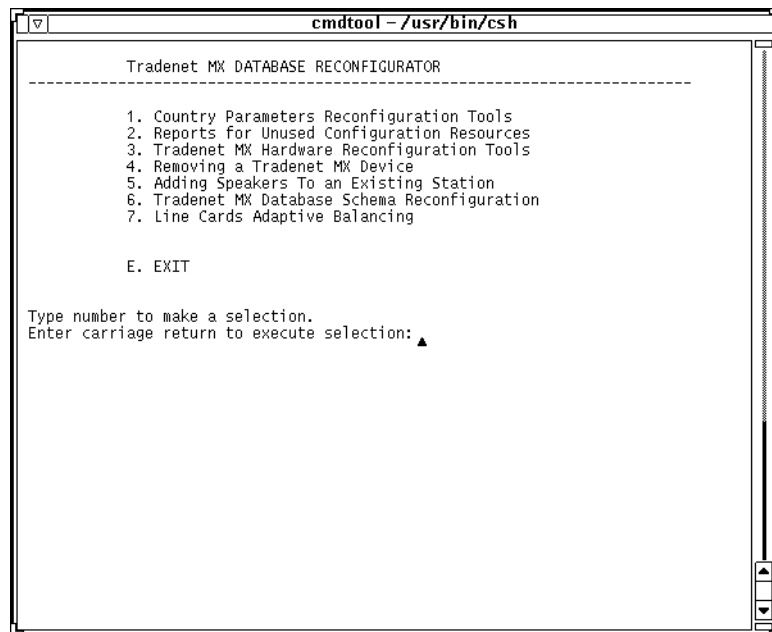 cmdtool – /usr/bin/csh
Tradenet MX DATABASE RECONFIGURATOR
--------------------------------------------------------------------------
1. Country Parameters Reconfiguration Tools
2. Reports for Unused Configuration Resources
3. Tradenet MX Hardware Reconfiguration Tools
4. Removing a Tradenet MX Device
5. Adding Speakers To an Existing Station
6. Tradenet MX Database Schema Reconfiguration
7. Line Cards Adaptive Balancing
E. EXIT
Type number to make a selection.
Enter carriage return to execute selection: